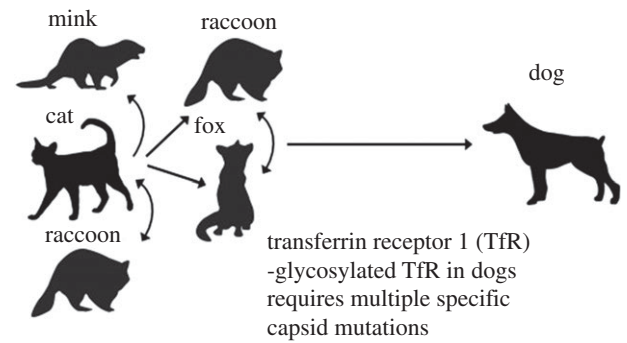 mink
raccoon
dog
cat
fox
raccoon
transferrin receptor 1 (TfR)
-glycosylated TfR in dogs
requires multiple specific
capsid mutations